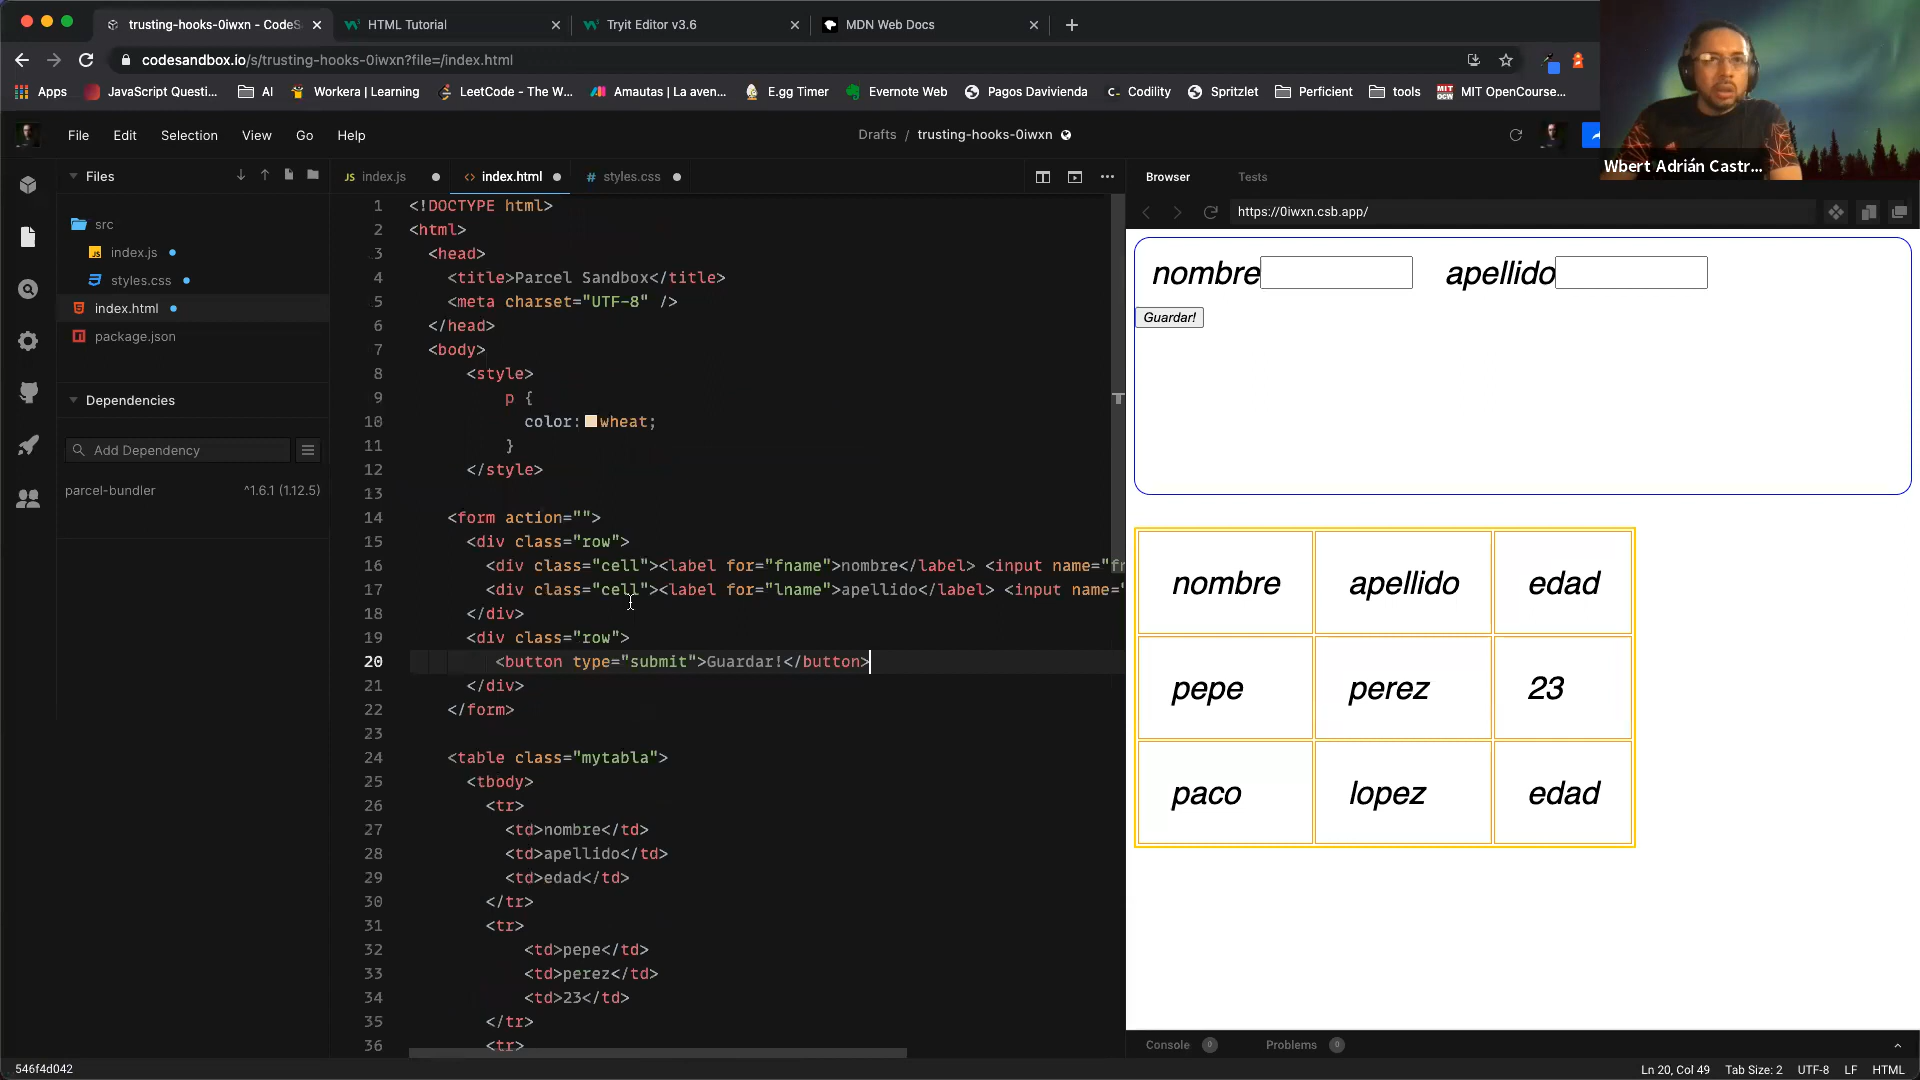 trusting-hooks-0iwxn - CodeS
HTML Tutorial
Tryit Editor v3.6
MDN Web Docs
codesandbox.io/s/trusting-hooks-0iwxn?file=/index.html
Apps
JavaScript Questi...
AI
Workera | Learning
LeetCode - The W...
Amautas | La aven...
E.gg Timer
Evernote Web
Pagos Davivienda
Codility
Spritzlet
Perficient
tools
MIT OpenCourse...
File Edit Selection View Go Help
Drafts / trusting-hooks-0iwxn
Wbert Adrián Castr...
Files
src
index.js
styles.css
index.html
package.json
Dependencies
Add Dependency
parcel-bundler ^1.6.1 (1.12.5)
JS index.js
<> index.html
# styles.css
1 <!DOCTYPE html>
2 <html>
3 <head>
4 <title>Parcel Sandbox</title>
5 <meta charset="UTF-8" />
6 </head>
7 <body>
8 <style>
9 p {
10 color: wheat;
11 }
12 </style>
13
14 <form action="">
15 <div class="row">
16 <div class="cell"><label for="fname">nombre</label> <input name="fr
17 <div class="cell"><label for="lname">apellido</label> <input name="
18 </div>
19 <div class="row">
20 <button type="submit">Guardar!</button>
21 </div>
22 </form>
23
24 <table class="mytabla">
25 <tbody>
26 <tr>
27 <td>nombre</td>
28 <td>apellido</td>
29 <td>edad</td>
30 </tr>
31 <tr>
32 <td>pepe</td>
33 <td>perez</td>
34 <td>23</td>
35 </tr>
36 <tr>
Browser
Tests
https://0iwxn.csb.app/
nombre
apellido
Guardar!
nombre apellido edad
pepe perez 23
paco lopez edad
Console 0
Problems 0
546f4d042
Ln 20, Col 49 Tab Size: 2 UTF-8 LF HTML